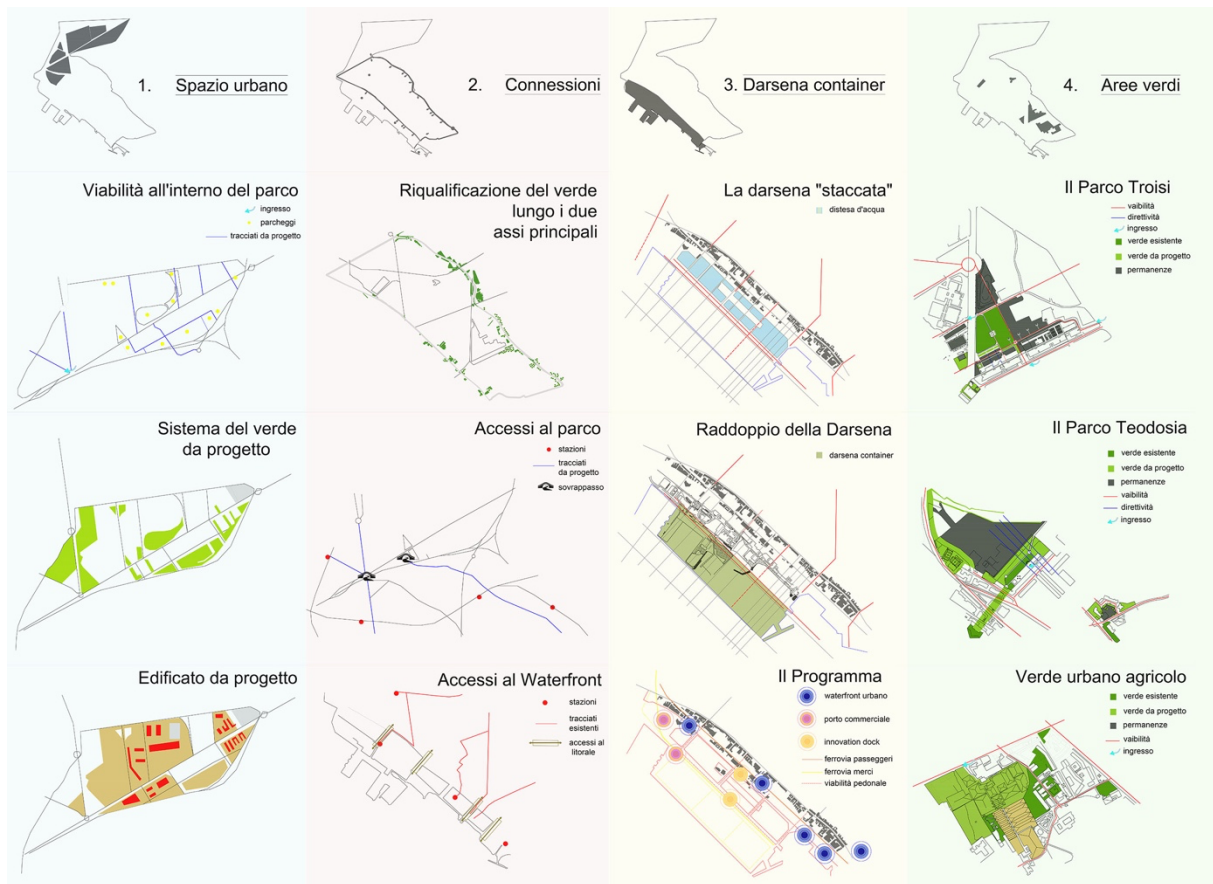 1. Spazio urbano
2. Connessioni
3. Darsena container
4. Aree verdi
Viabilità all'interno del parco
ingresso
parcheggi
tracciati da progetto
Riqualificazione del verde
lungo i due
assi principali
La darsena "staccata"
distesa d'acqua
Il Parco Troisi
vaibilità
direttività
ingresso
verde esistente
verde da progetto
permanenze
Sistema del verde
da progetto
Accessi al parco
stazioni
tracciati
da progetto
sovrappasso
Raddoppio della Darsena
darsena container
Il Parco Teodosia
verde esistente
verde da progetto
permanenze
vaibilità
direttività
ingresso
Edificato da progetto
Accessi al Waterfront
stazioni
tracciati
esistenti
accessi al
litorale
Il Programma
waterfront urbano
porto commerciale
innovation dock
ferrovia passeggeri
ferrovia merci
viabilità pedonale
Verde urbano agricolo
verde esistente
verde da progetto
permanenze
vaibilità
ingresso